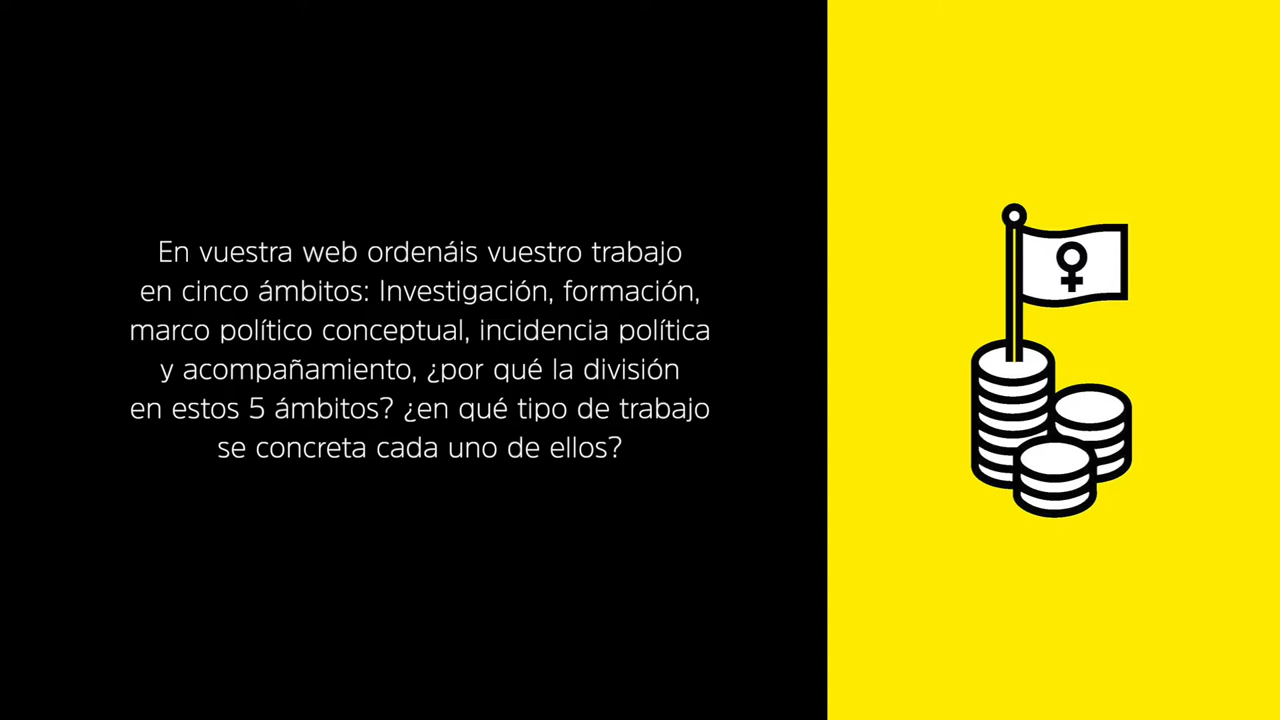 En vuestra web ordenáis vuestro trabajo
en cinco ámbitos: Investigación, formación,
marco político conceptual, incidencia política
y acompañamiento, ¿por qué la división
en estos 5 ámbitos? ¿en qué tipo de trabajo
se concreta cada uno de ellos?